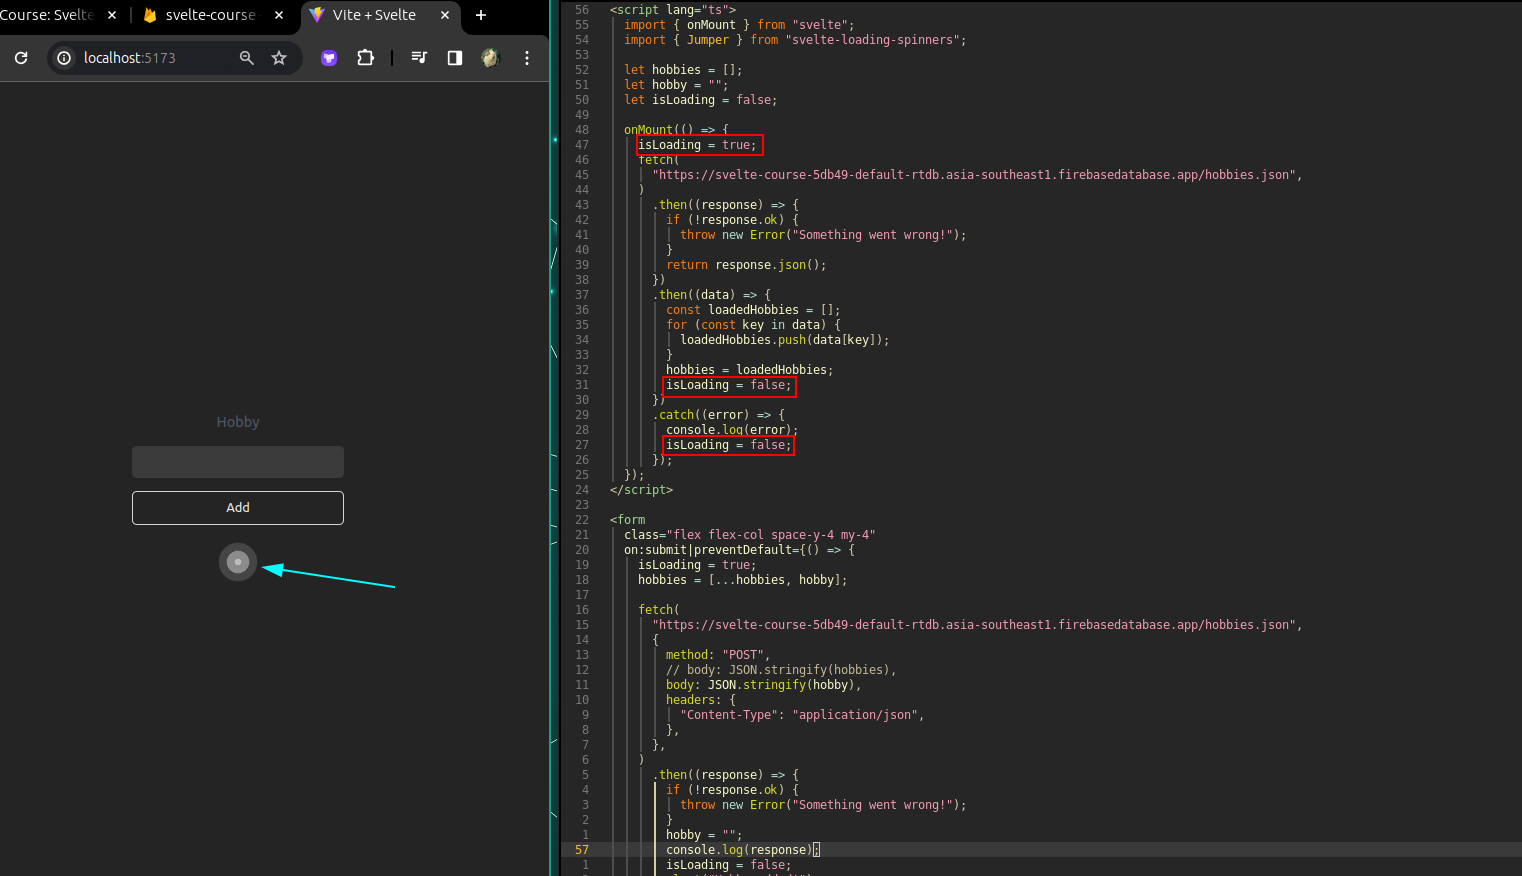 Course: Svelte
svelte-course
Vite + Svelte
localhost:5173
Hobby
Add
56 <script lang="ts">
55 import { onMount } from "svelte";
54 import { Jumper } from "svelte-loading-spinners";
53
52 let hobbies = [];
51 let hobby = "";
50 let isLoading = false;
49
48 onMount(() => {
47 isLoading = true;
46 fetch(
45 "https://svelte-course-5db49-default-rtdb.asia-southeast1.firebasedatabase.app/hobbies.json",
44 )
43 .then((response) => {
42 if (!response.ok) {
41 throw new Error("Something went wrong!");
40 }
39 return response.json();
38 })
37 .then((data) => {
36 const loadedHobbies = [];
35 for (const key in data) {
34 loadedHobbies.push(data[key]);
33 }
32 hobbies = loadedHobbies;
31 isLoading = false;
30 })
29 .catch((error) => {
28 console.log(error);
27 isLoading = false;
26 });
25 });
24 </script>
23
22 <form
21 class="flex flex-col space-y-4 my-4"
20 on:submit|preventDefault={() => {
19 isLoading = true;
18 hobbies = [...hobbies, hobby];
17
16 fetch(
15 "https://svelte-course-5db49-default-rtdb.asia-southeast1.firebasedatabase.app/hobbies.json",
14 {
13 method: "POST",
12 // body: JSON.stringify(hobbies),
11 body: JSON.stringify(hobby),
10 headers: {
9 "Content-Type": "application/json",
8 },
7 },
6 )
5 .then((response) => {
4 if (!response.ok) {
3 throw new Error("Something went wrong!");
2 }
1 hobby = "";
57 console.log(response);
1 isLoading = false;